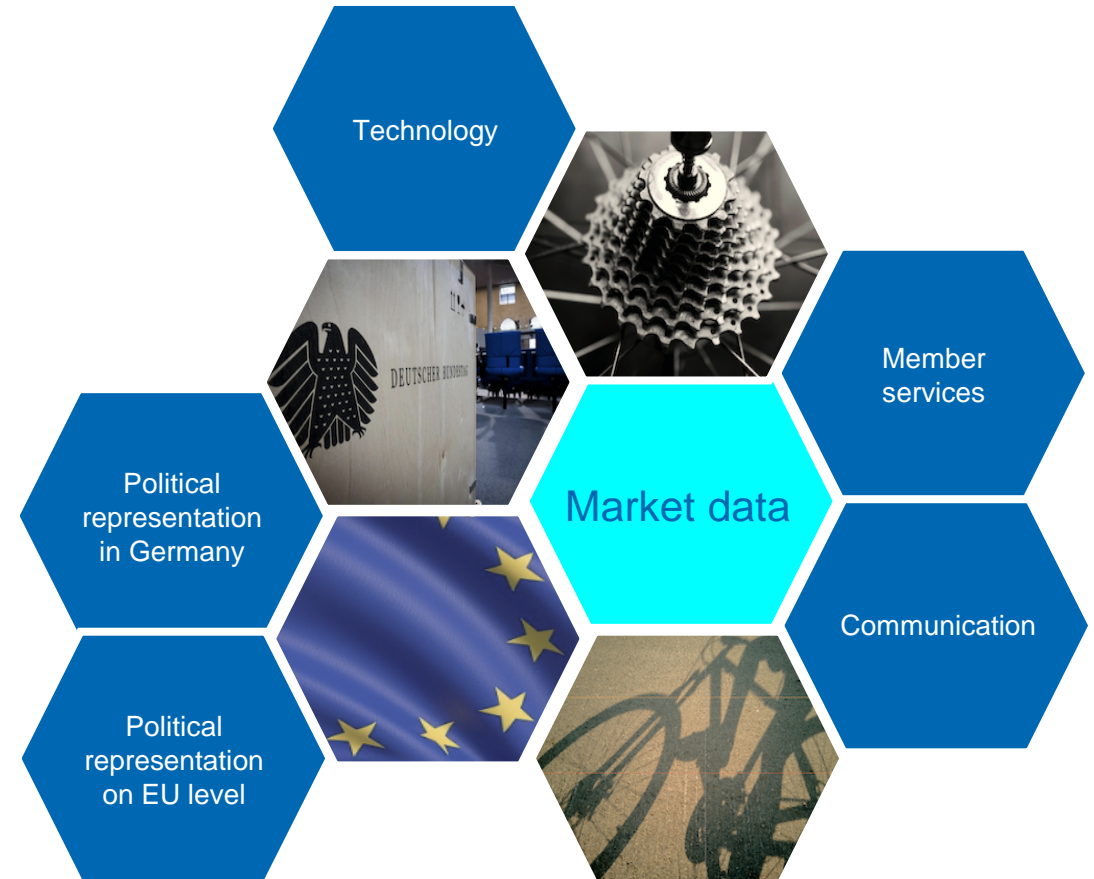 Technology
Member
services
DEUTSCHER BUNDESTAG
Political
representation
in Germany
Market data
Communication
Political
representation
on EU level